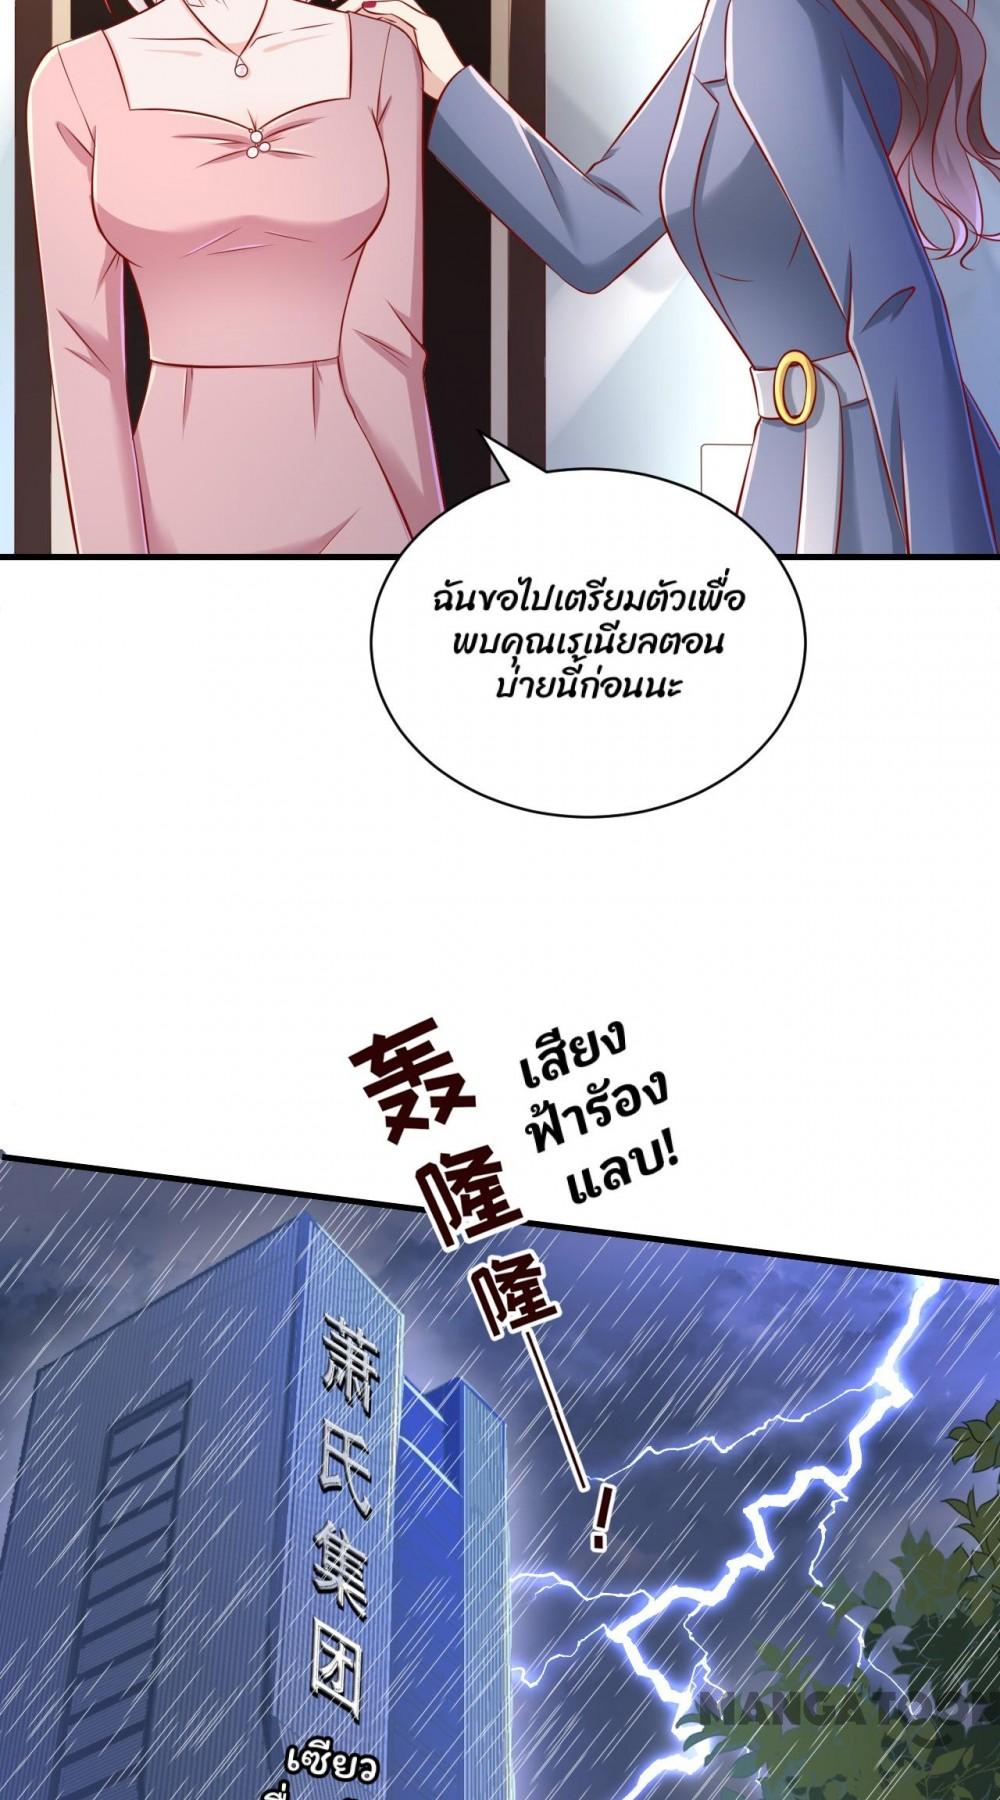 ฉันขอไปเตรียมตัวเพื่อ
พบคุณเรเนียลตอน
บ่ายนี้ก่อนนะ
轰隆隆——！
เสียง
ฟ้าร้อง
แลบ!
萧氏集团
เซียว
MANGATOON